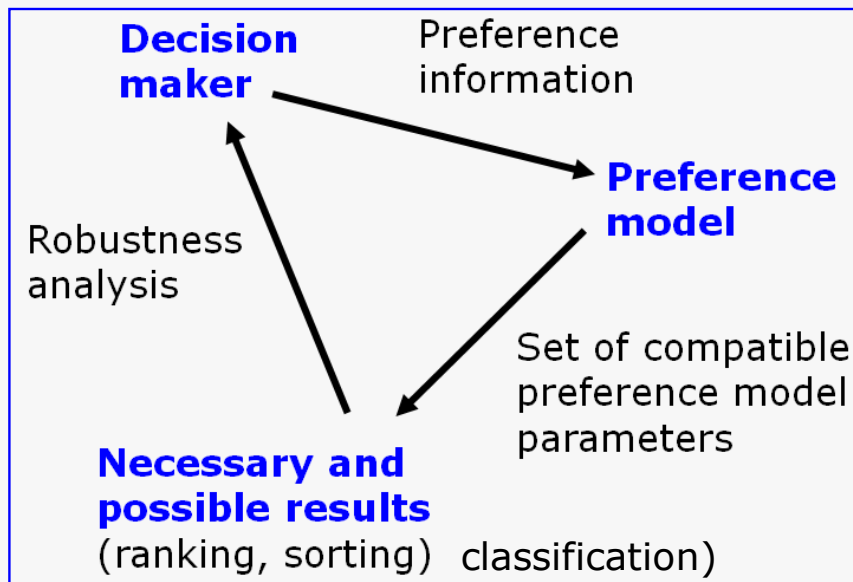 Decision
maker
Preference
information
Preference
model
Robustness
analysis
Set of compatible
preference model
parameters
Necessary and
possible results
(ranking, sorting) classification)